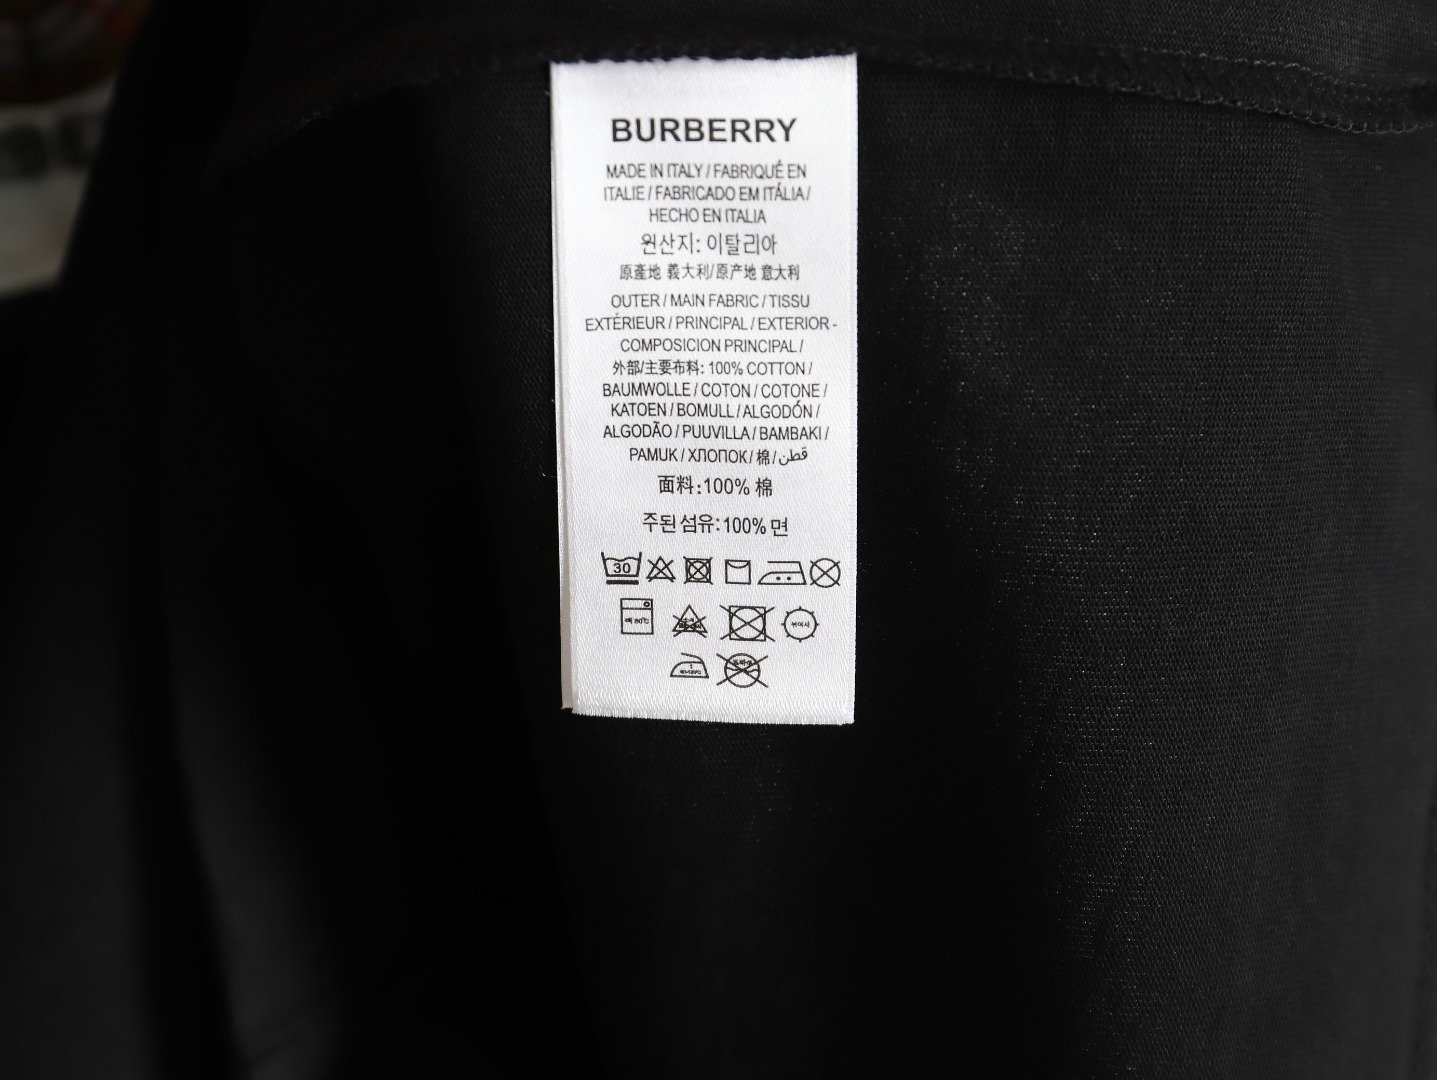 BURBERRY
MADE IN ITALY / FABRIQUÉ EN
ITALIE / FABRICADO EM ITÁLIA /
HECHO EN ITALIA
원산지: 이탈리아
原產地 義大利/原产地 意大利
OUTER / MAIN FABRIC / TISSU
EXTÉRIEUR / PRINCIPAL / EXTERIOR -
COMPOSICION PRINCIPAL /
外部/主要布料: 100% COTTON /
BAUMWOLLE / COTON / COTONE /
KATOEN / BOMULL / ALGODÓN /
ALGODÃO / PUUVILLA / BAMBAKI /
PAMUK / ХЛОПОК / 棉 / قطن
面料:100% 棉
주된 섬유:100% 면
30